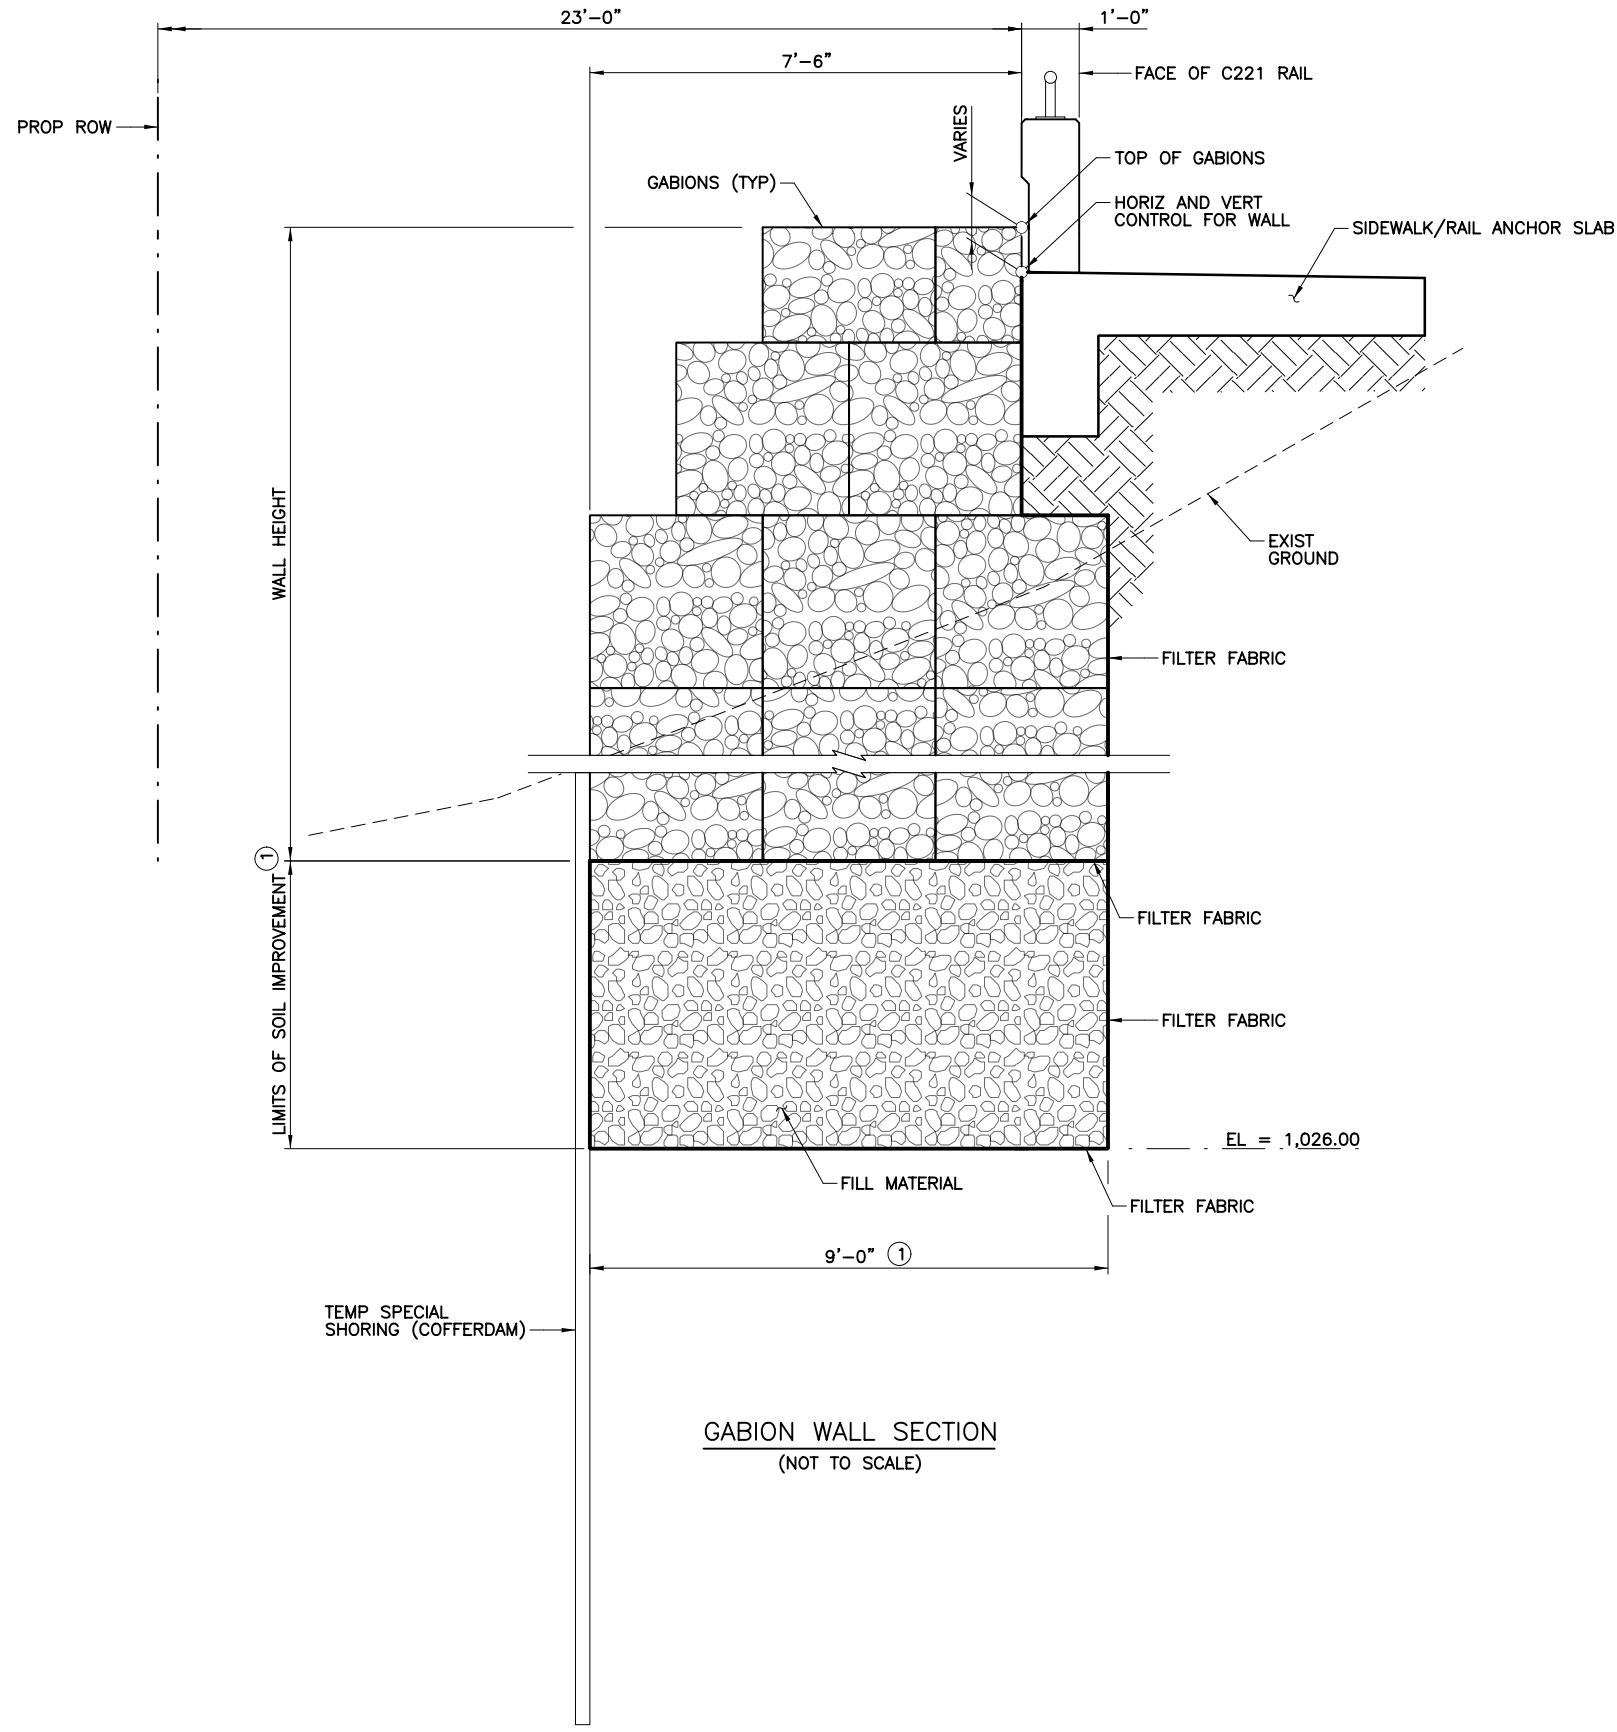 23'-0"
1'-0"
7'-6"
FACE OF C221 RAIL
PROP ROW
VARIES
TOP OF GABIONS
GABIONS (TYP)
HORIZ AND VERT
CONTROL FOR WALL
SIDEWALK/RAIL ANCHOR SLAB
WALL HEIGHT
EXIST
GROUND
FILTER FABRIC
LIMITS OF SOIL IMPROVEMENT 1
FILTER FABRIC
FILTER FABRIC
EL = 1,026.00
FILL MATERIAL
FILTER FABRIC
9'-0" 1
TEMP SPECIAL
SHORING (COFFERDAM)
GABION WALL SECTION
(NOT TO SCALE)